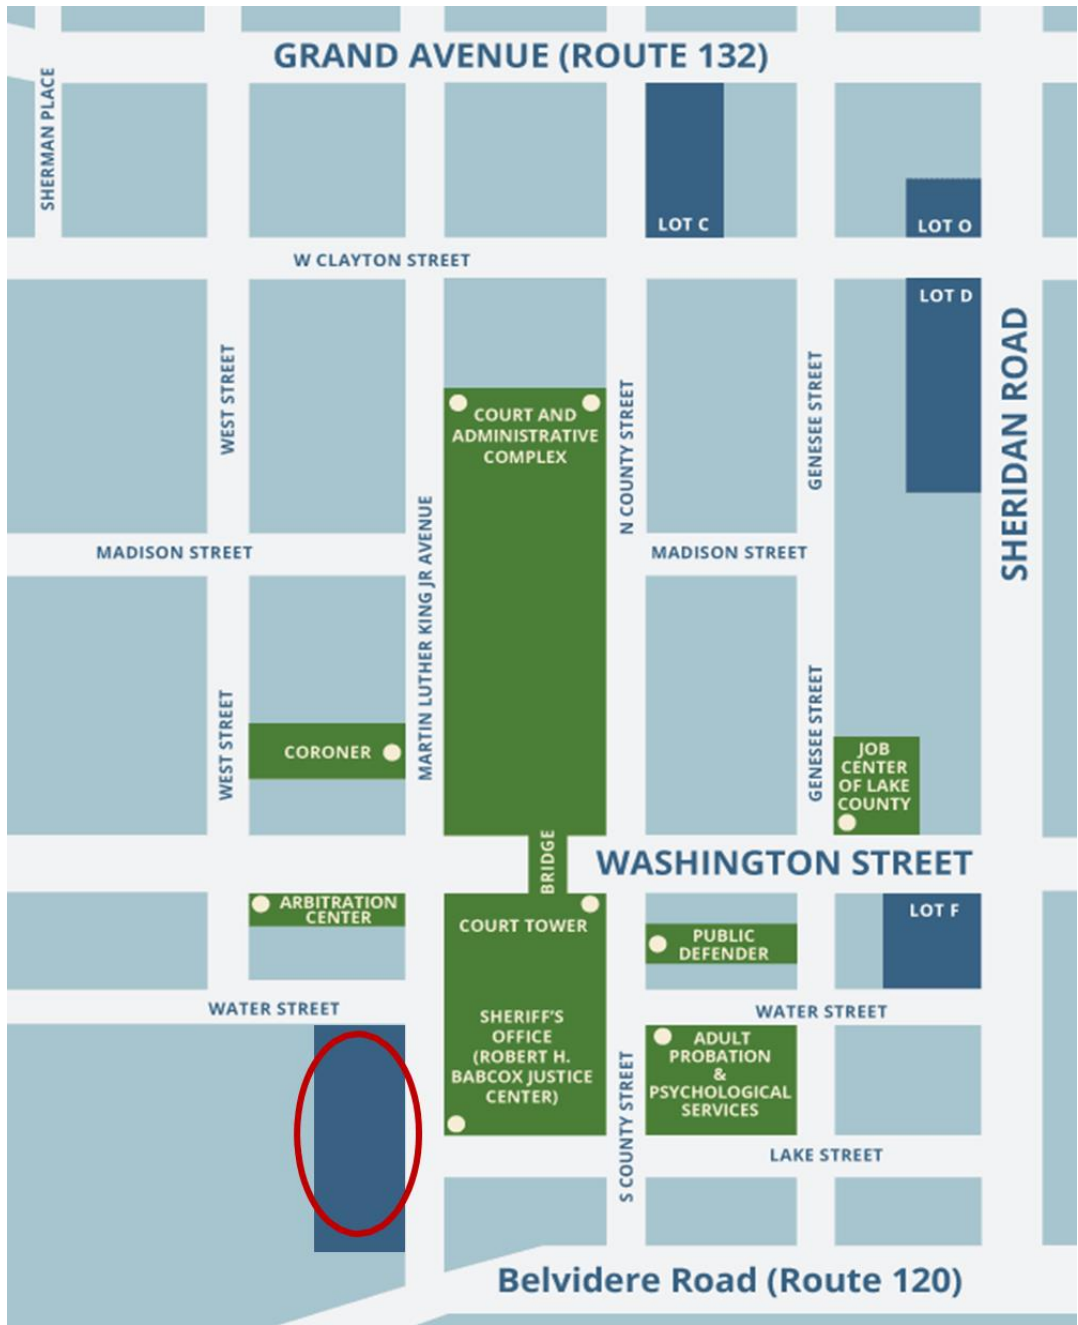 GRAND AVENUE (ROUTE 132)
SHERMAN PLACE
LOT C
LOT O
W CLAYTON STREET
LOT D
WEST STREET
COURT AND
ADMINISTRATIVE
COMPLEX
N COUNTY STREET
GENESEE STREET
SHERIDAN ROAD
MADISON STREET
MADISON STREET
MARTIN LUTHER KING JR AVENUE
WEST STREET
CORONER
GENESEE STREET
JOB
CENTER
OF LAKE
COUNTY
BRIDGE
WASHINGTON STREET
ARBITRATION
CENTER
COURT TOWER
PUBLIC
DEFENDER
LOT F
WATER STREET
WATER STREET
SHERIFF'S
OFFICE
(ROBERT H.
BABCOX JUSTICE
CENTER)
ADULT
PROBATION
&
PSYCHOLOGICAL
SERVICES
S COUNTY STREET
LAKE STREET
Belvidere Road (Route 120)